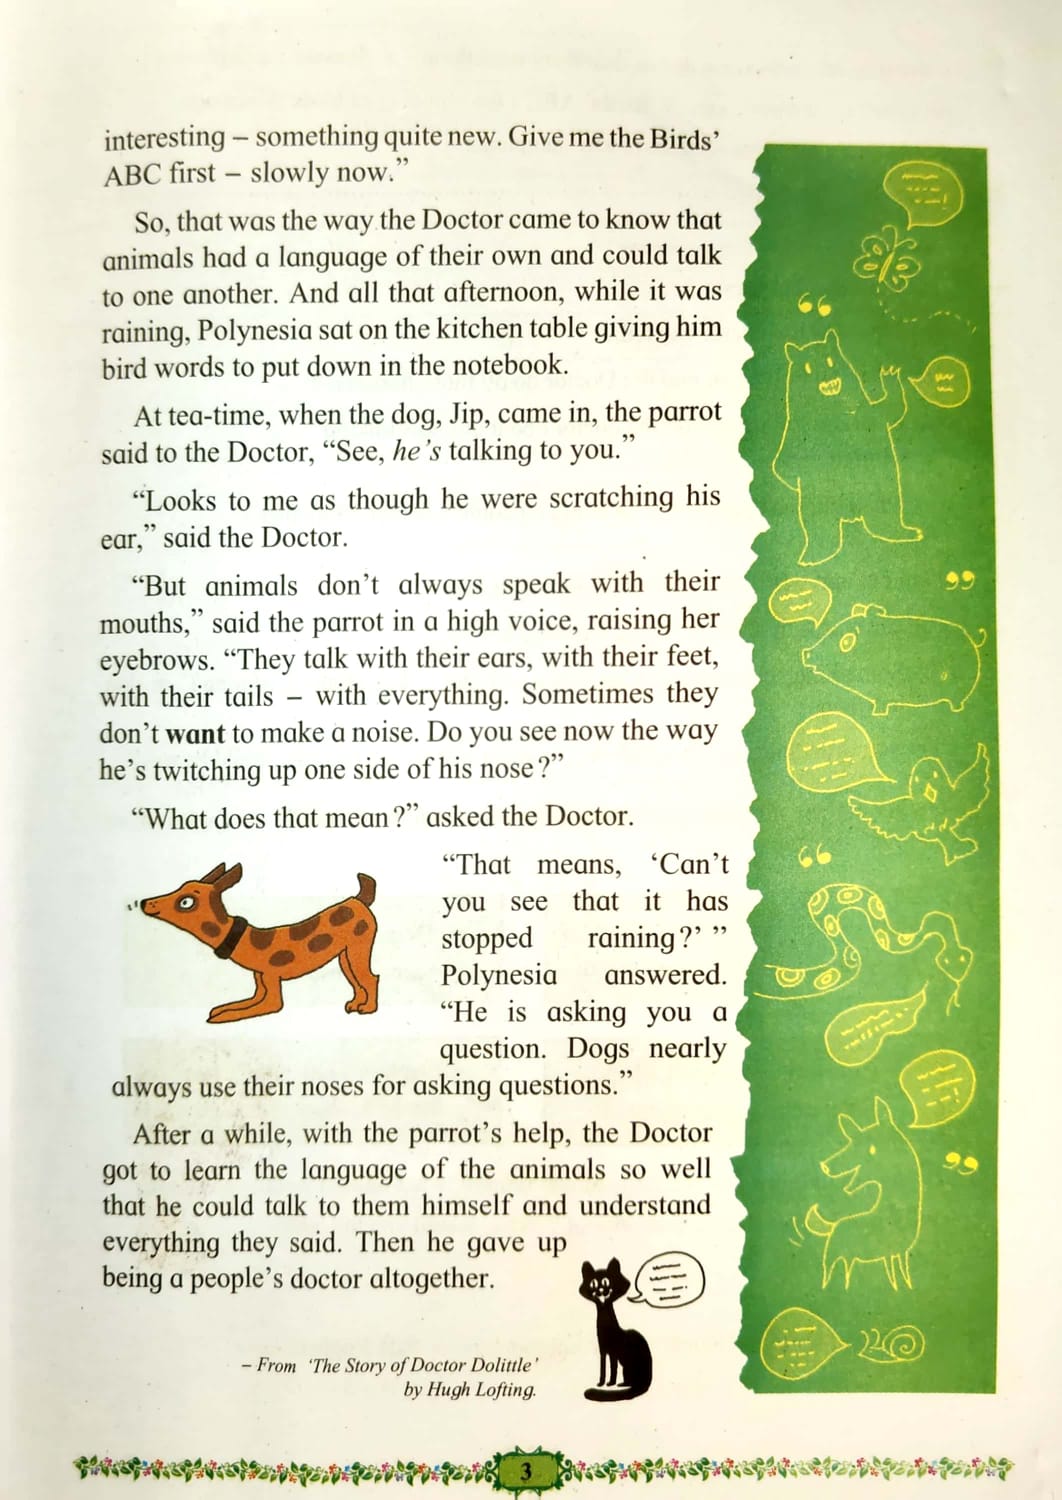 interesting – something quite new. Give me the Birds’
ABC first – slowly now.”
So, that was the way the Doctor came to know that
animals had a language of their own and could talk
to one another. And all that afternoon, while it was
raining, Polynesia sat on the kitchen table giving him
bird words to put down in the notebook.
At tea-time, when the dog, Jip, came in, the parrot
said to the Doctor, “See, he’s talking to you.”
“Looks to me as though he were scratching his
ear,” said the Doctor.
“But animals don’t always speak with their
mouths,” said the parrot in a high voice, raising her
eyebrows. “They talk with their ears, with their feet,
with their tails – with everything. Sometimes they
don’t want to make a noise. Do you see now the way
he’s twitching up one side of his nose?”
“What does that mean?” asked the Doctor.
“That means, ‘Can’t
you see that it has
stopped raining?’ ”
Polynesia answered.
“He is asking you a
question. Dogs nearly
always use their noses for asking questions.”
After a while, with the parrot’s help, the Doctor
got to learn the language of the animals so well
that he could talk to them himself and understand
everything they said. Then he gave up
being a people’s doctor altogether.
– From ‘The Story of Doctor Dolittle’
by Hugh Lofting.
3